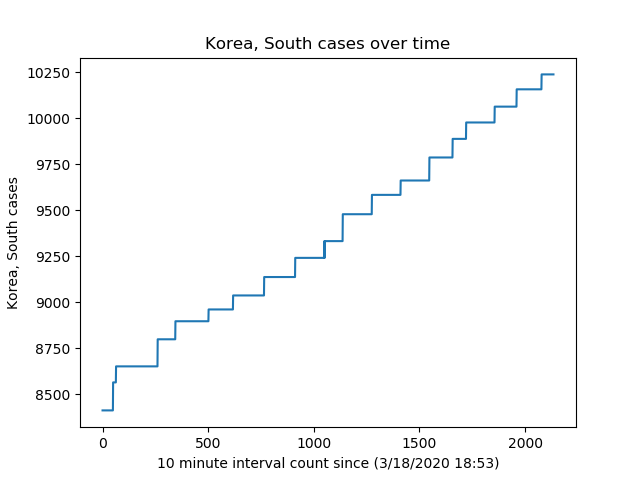 Korea, South cases over time
Korea, South cases
10250
10000
9750
9500
9250
9000
8750
8500
0 500 1000 1500 2000
10 minute interval count since (3/18/2020 18:53)